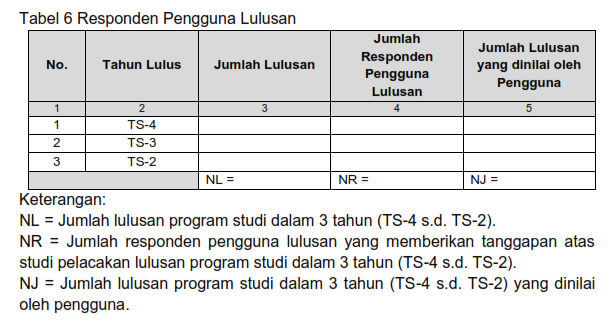 Tabel 6 Responden Pengguna Lulusan
No. Tahun Lulus Jumlah Lulusan Jumlah Responden Pengguna Lulusan Jumlah Lulusan yang dinilai oleh Pengguna
1 2 3 4 5
1 TS-4
2 TS-3
3 TS-2
NL = NR = NJ =
Keterangan:
NL = Jumlah lulusan program studi dalam 3 tahun (TS-4 s.d. TS-2).
NR = Jumlah responden pengguna lulusan yang memberikan tanggapan atas
studi pelacakan lulusan program studi dalam 3 tahun (TS-4 s.d. TS-2).
NJ = Jumlah lulusan program studi dalam 3 tahun (TS-4 s.d. TS-2) yang dinilai
oleh pengguna.